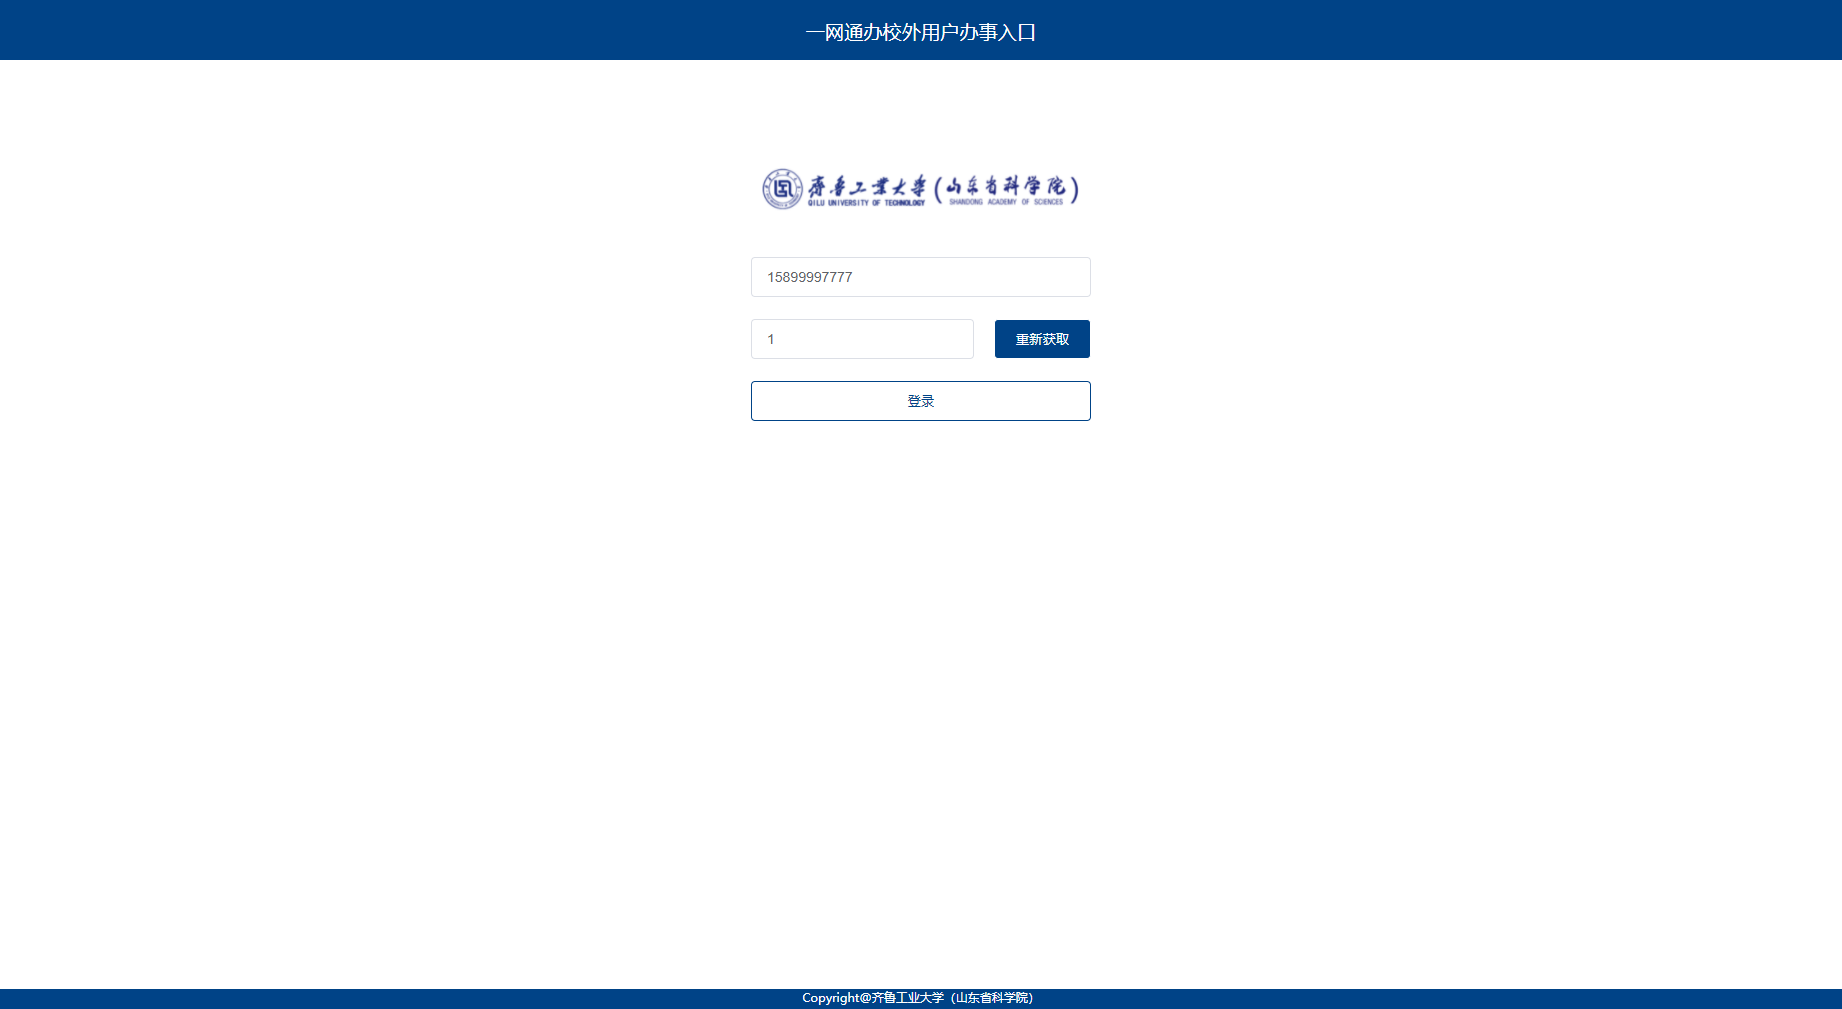 一网通办校外用户办事入口
齐鲁工业大学(山东省科学院)
QILU UNIVERSITY OF TECHNOLOGY SHANDONG ACADEMY OF SCIENCES
15899997777
1 重新获取
登录
Copyright@齐鲁工业大学（山东省科学院）